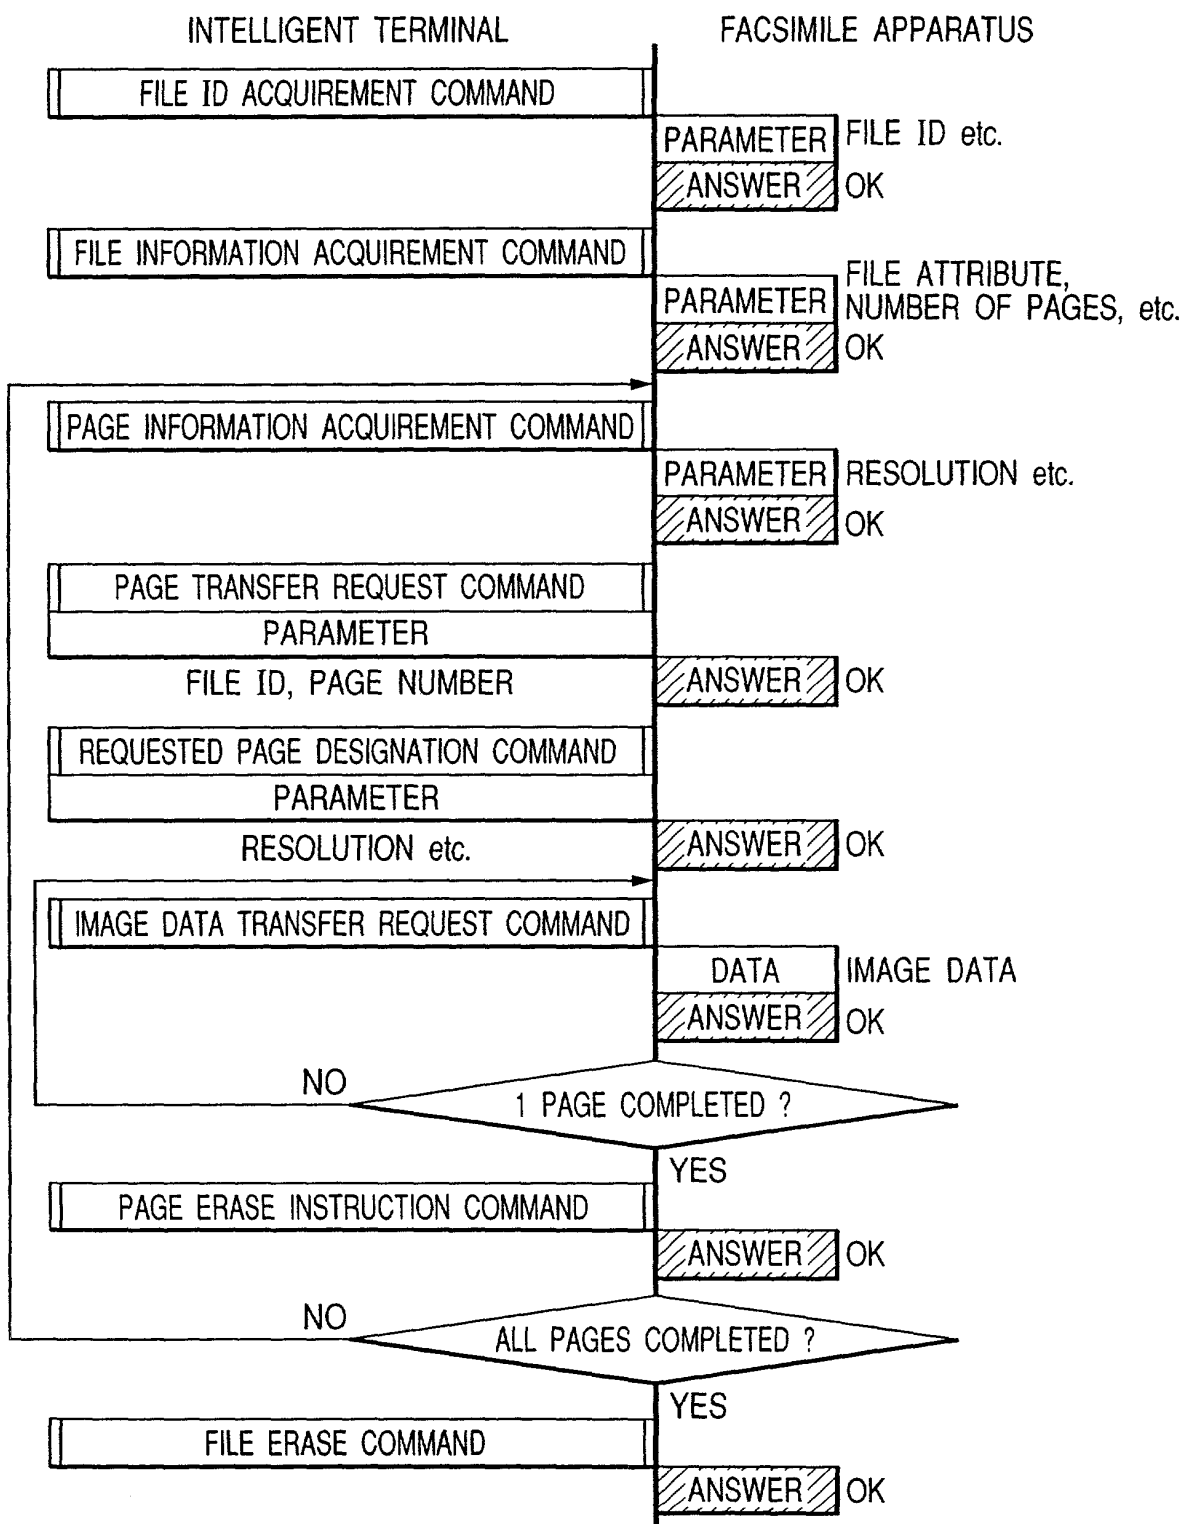 INTELLIGENT TERMINAL
FACSIMILE APPARATUS
FILE ID ACQUIREMENT COMMAND
PARAMETER
FILE ID etc.
ANSWER
OK
FILE INFORMATION ACQUIREMENT COMMAND
PARAMETER
FILE ATTRIBUTE,
NUMBER OF PAGES, etc.
ANSWER
OK
PAGE INFORMATION ACQUIREMENT COMMAND
PARAMETER
RESOLUTION etc.
ANSWER
OK
PAGE TRANSFER REQUEST COMMAND
PARAMETER
FILE ID, PAGE NUMBER
ANSWER
OK
REQUESTED PAGE DESIGNATION COMMAND
PARAMETER
RESOLUTION etc.
ANSWER
OK
IMAGE DATA TRANSFER REQUEST COMMAND
DATA
IMAGE DATA
ANSWER
OK
NO
1 PAGE COMPLETED ?
YES
PAGE ERASE INSTRUCTION COMMAND
ANSWER
OK
NO
ALL PAGES COMPLETED ?
YES
FILE ERASE COMMAND
ANSWER
OK